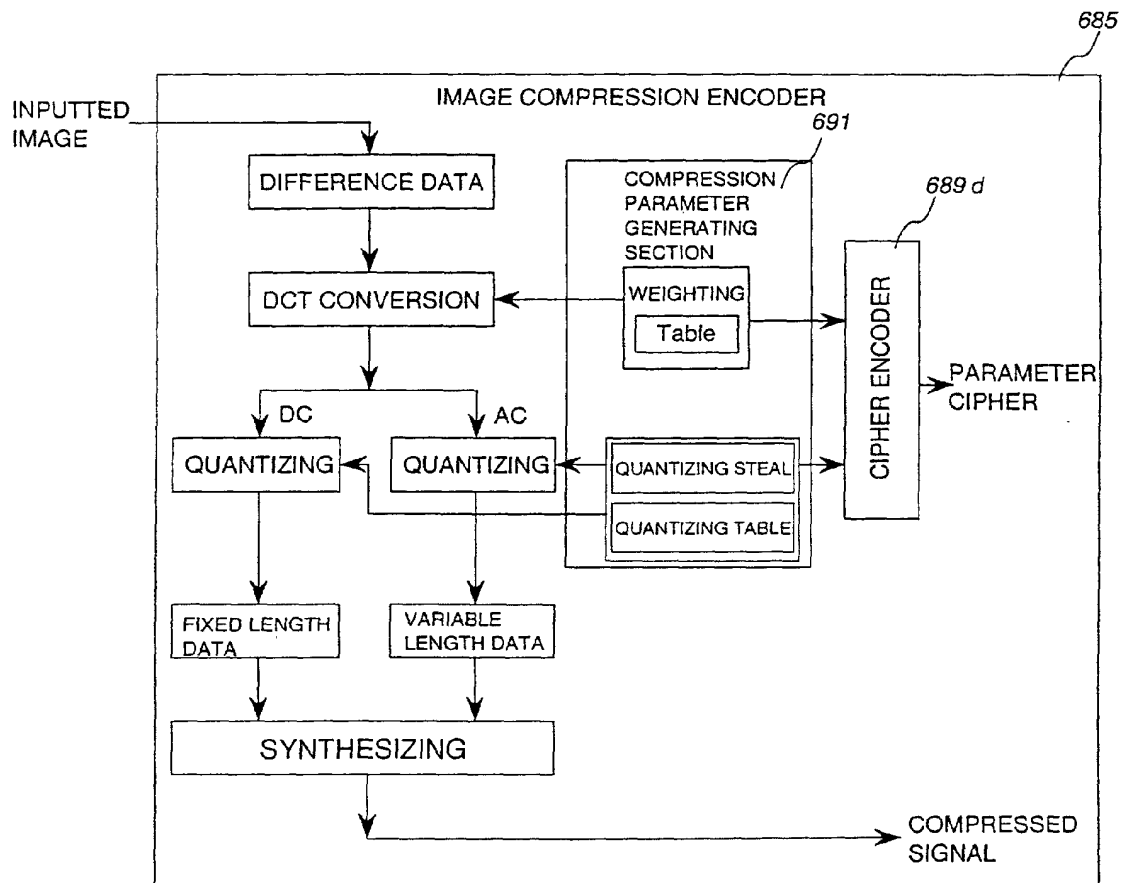 685
IMAGE COMPRESSION ENCODER
INPUTTED
IMAGE
691
DIFFERENCE DATA
COMPRESSION
PARAMETER
GENERATING
SECTION
689 d
DCT CONVERSION
WEIGHTING
Table
CIPHER ENCODER
PARAMETER
CIPHER
DC
AC
QUANTIZING
QUANTIZING
QUANTIZING STEAL
QUANTIZING TABLE
FIXED LENGTH
DATA
VARIABLE
LENGTH DATA
SYNTHESIZING
COMPRESSED
SIGNAL